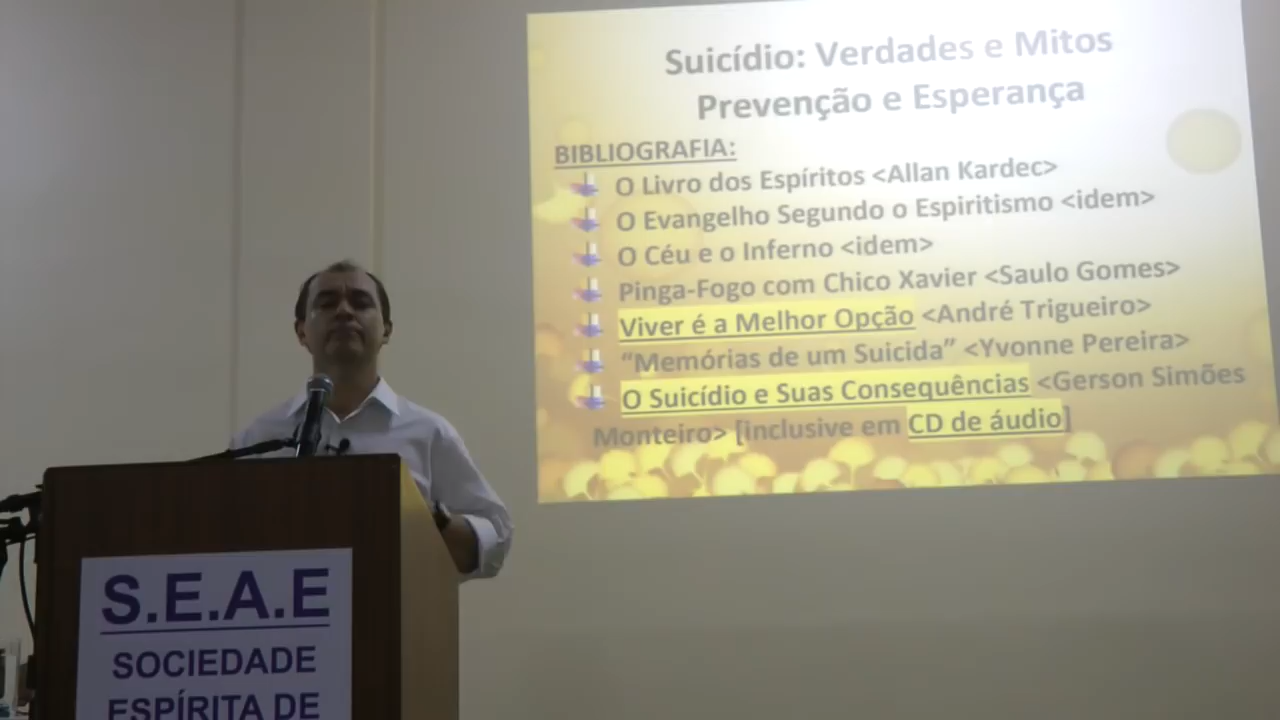 Suicídio: Verdades e Mitos
Prevenção e Esperança
BIBLIOGRAFIA:
O Livro dos Espíritos <Allan Kardec>
O Evangelho Segundo o Espiritismo <idem>
O Céu e o Inferno <idem>
Pinga-Fogo com Chico Xavier <Saulo Gomes>
Viver é a Melhor Opção <André Trigueiro>
“Memórias de um Suicida” <Yvonne Pereira>
O Suicídio e Suas Consequências <Gerson Simões
Monteiro> [inclusive em CD de áudio]
S.E.A.E
SOCIEDADE
ESPÍRITA DE